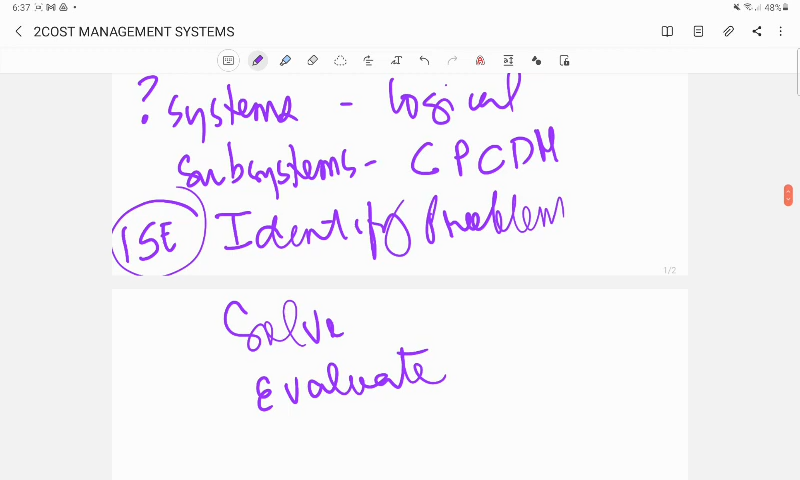 6:37
48%
2COST MANAGEMENT SYSTEMS
? Systems - Logical
Subsystems - CPCDM
ISE Identify Problem
1/2
Solve
Evaluate